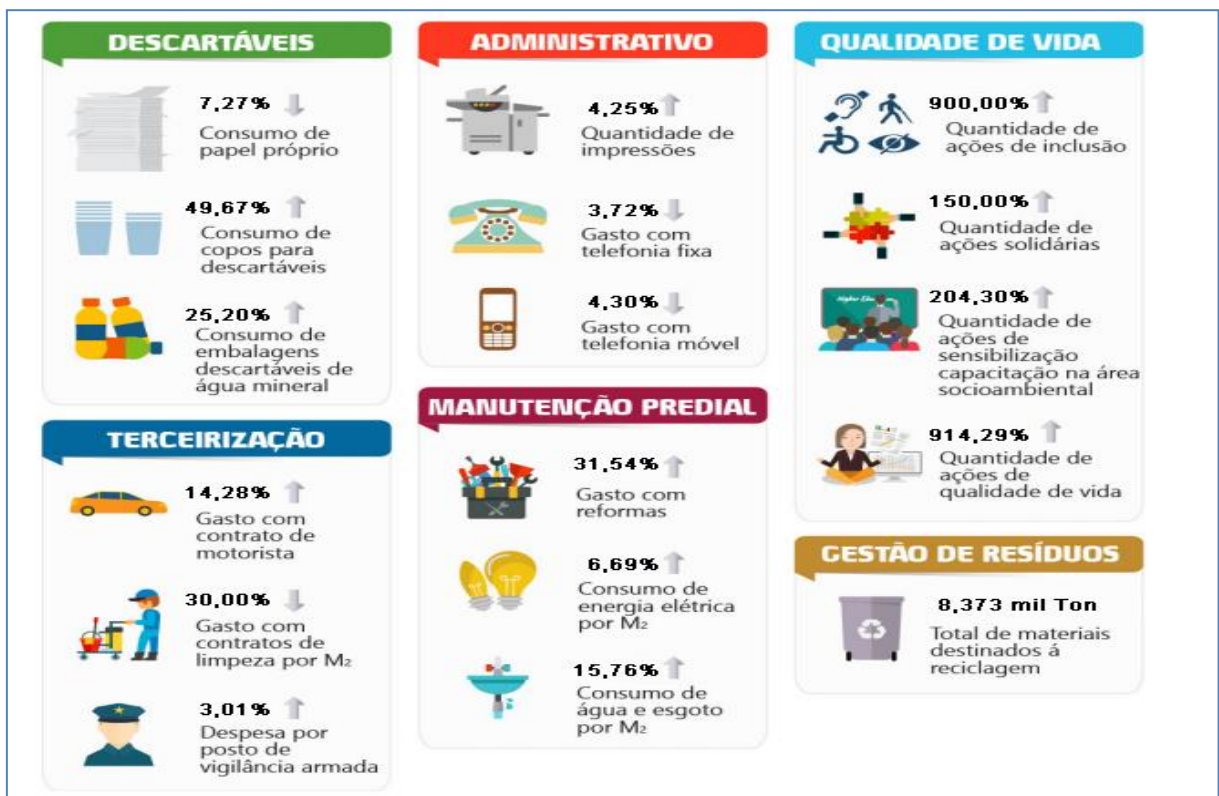 DESCARTÁVEIS
7,27%
Consumo de
papel próprio
49,67%
Consumo de
copos para
descartáveis
25,20%
Consumo de
embalagens
descartáveis de
água mineral
TERCEIRIZAÇÃO
14,28%
Gasto com
contrato de
motorista
30,00%
Gasto com
contratos de
limpeza por M2
3,01%
Despesa por
posto de
vigilância armada
ADMINISTRATIVO
4,25%
Quantidade de
impressões
3,72%
Gasto com
telefonia fixa
4,30%
Gasto com
telefonia móvel
MANUTENÇÃO PREDIAL
31,54%
Gasto com
reformas
6,69%
Consumo de
energia elétrica
por M2
15,76%
Consumo de
água e esgoto
por M2
QUALIDADE DE VIDA
900,00%
Quantidade de
ações de inclusão
150,00%
Quantidade de
ações solidárias
204,30%
Quantidade de
ações de
sensibilização
capacitação na área
socioambiental
914,29%
Quantidade de
ações de
qualidade de vida
GESTÃO DE RESÍDUOS
8,373 mil Ton
Total de materiais
destinados á
reciclagem